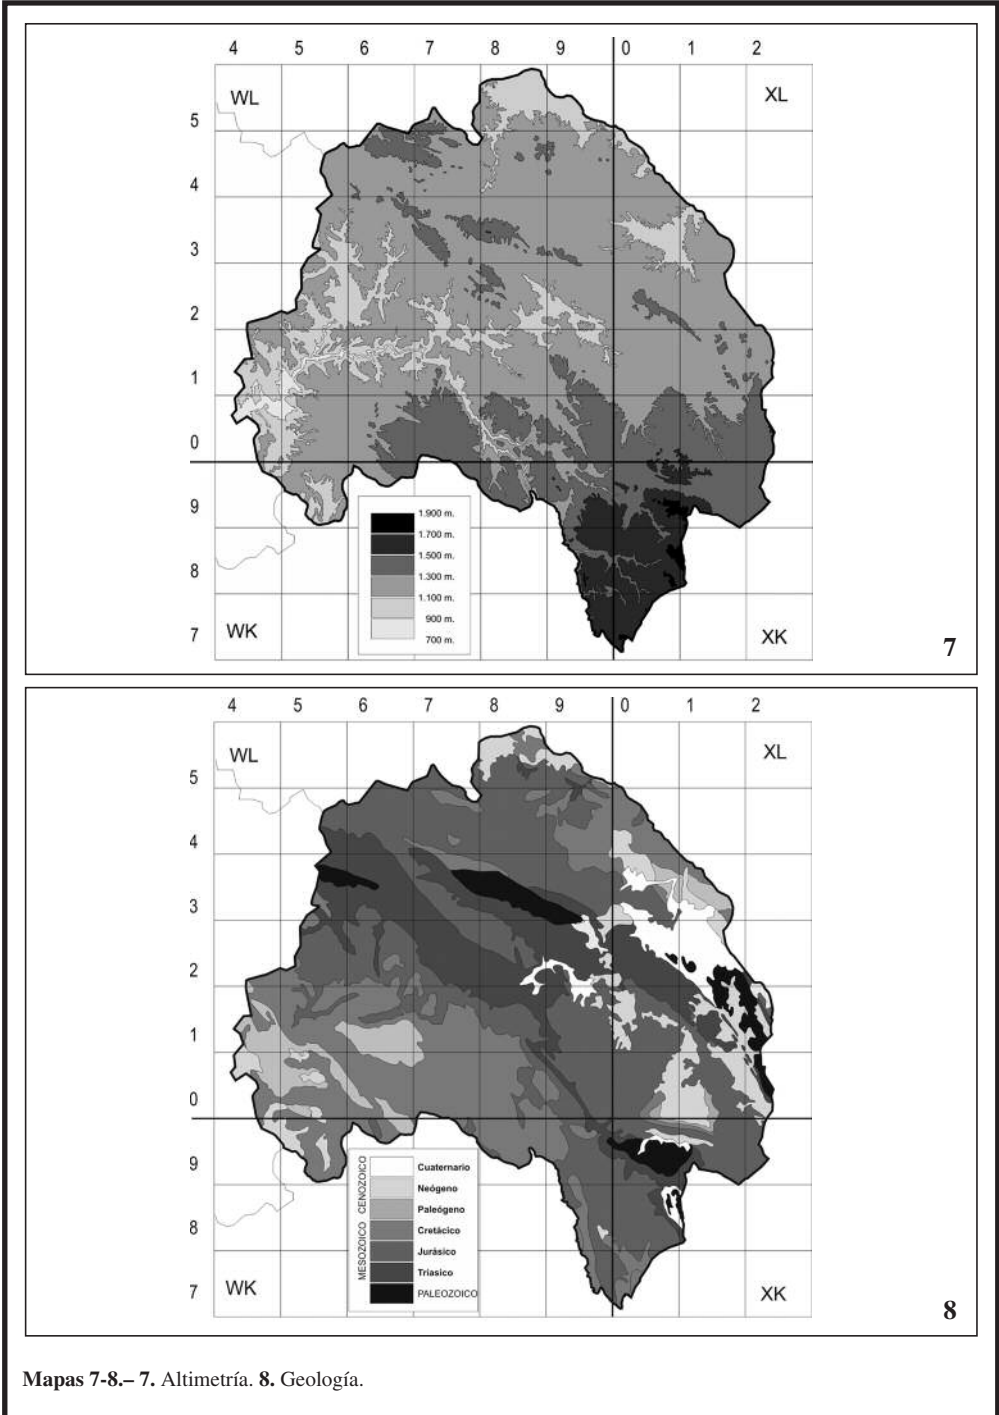 4 5 6 7 8 9 0 1 2
WL XL
5
4
3
2
1
0
9
8
7
1.900 m.
1.700 m.
1.500 m.
1.300 m.
1.100 m.
900 m.
700 m.
WK XK
7
4 5 6 7 8 9 0 1 2
WL XL
5
4
3
2
1
0
9
8
7
CENOZOICO
MESOZOICO
Cuaternario
Neógeno
Paleógeno
Cretácico
Jurásico
Triasico
PALEOZOICO
WK XK
8
Mapas 7-8.– 7. Altimetría. 8. Geología.